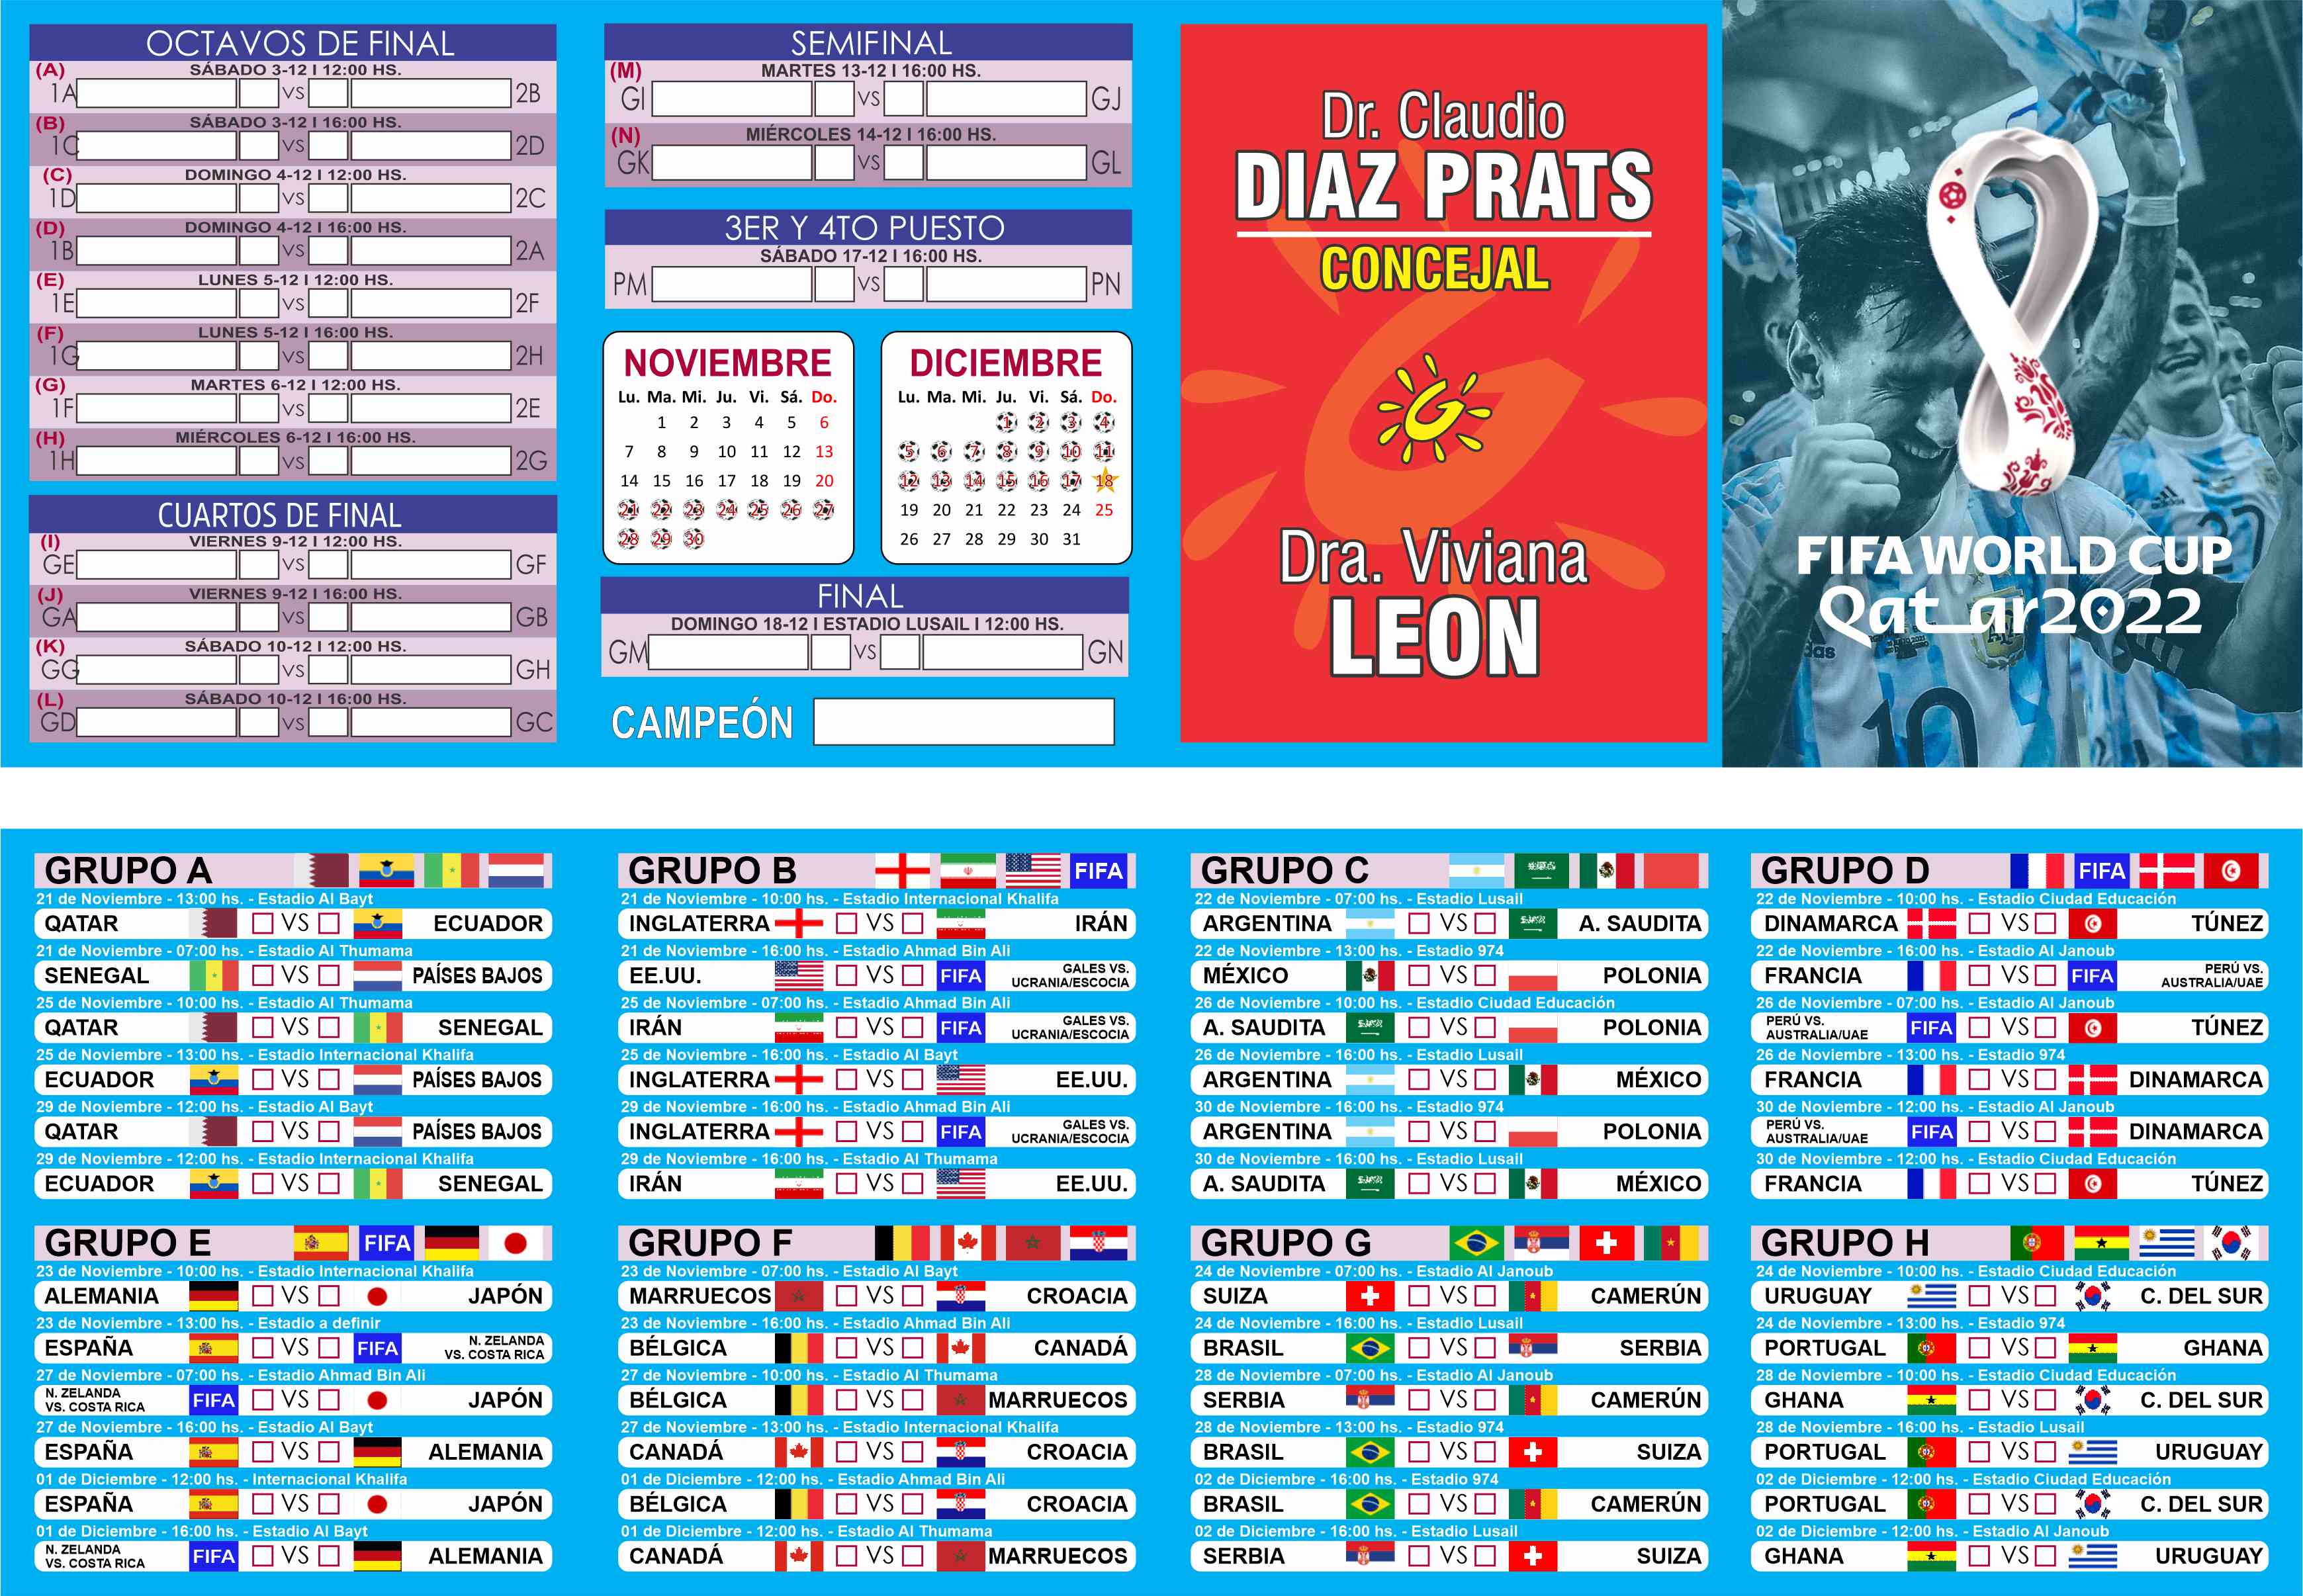 OCTAVOS DE FINAL
(A) SÁBADO 3-12 I 12:00 HS.
1A VS 2B
(B) SÁBADO 3-12 I 16:00 HS.
1C VS 2D
(C) DOMINGO 4-12 I 12:00 HS.
1D VS 2C
(D) DOMINGO 4-12 I 16:00 HS.
1B VS 2A
(E) LUNES 5-12 I 12:00 HS.
1E VS 2F
(F) LUNES 5-12 I 16:00 HS.
1G VS 2H
(G) MARTES 6-12 I 12:00 HS.
1F VS 2E
(H) MIÉRCOLES 6-12 I 16:00 HS.
1H VS 2G
CUARTOS DE FINAL
(I) VIERNES 9-12 I 12:00 HS.
GE VS GF
(J) VIERNES 9-12 I 16:00 HS.
GA VS GB
(K) SÁBADO 10-12 I 12:00 HS.
GG VS GH
(L) SÁBADO 10-12 I 16:00 HS.
GD VS GC
SEMIFINAL
(M) MARTES 13-12 I 16:00 HS.
GI VS GJ
(N) MIÉRCOLES 14-12 I 16:00 HS.
GK VS GL
3ER Y 4TO PUESTO
SÁBADO 17-12 I 16:00 HS.
PM VS PN
NOVIEMBRE
Lu. Ma. Mi. Ju. Vi. Sá. Do.
1 2 3 4 5 6
7 8 9 10 11 12 13
14 15 16 17 18 19 20
21 22 23 24 25 26 27
28 29 30
DICIEMBRE
Lu. Ma. Mi. Ju. Vi. Sá. Do.
1 2 3 4
5 6 7 8 9 10 11
12 13 14 15 16 17 18
19 20 21 22 23 24 25
26 27 28 29 30 31
FINAL
DOMINGO 18-12 I ESTADIO LUSAIL I 12:00 HS.
GM VS GN
CAMPEÓN
Dr. Claudio
DIAZ PRATS
CONCEJAL
G
Dra. Viviana
LEON
FIFA WORLD CUP
Qatar2022
das
10
GRUPO A
21 de Noviembre - 13:00 hs. - Estadio Al Bayt
QATAR VS ECUADOR
21 de Noviembre - 07:00 hs. - Estadio Al Thumama
SENEGAL VS PAÍSES BAJOS
25 de Noviembre - 10:00 hs. - Estadio Al Thumama
QATAR VS SENEGAL
25 de Noviembre - 13:00 hs. - Estadio Internacional Khalifa
ECUADOR VS PAÍSES BAJOS
29 de Noviembre - 12:00 hs. - Estadio Al Bayt
QATAR VS PAÍSES BAJOS
29 de Noviembre - 12:00 hs. - Estadio Internacional Khalifa
ECUADOR VS SENEGAL
GRUPO B FIFA
21 de Noviembre - 10:00 hs. - Estadio Internacional Khalifa
INGLATERRA VS IRÁN
21 de Noviembre - 16:00 hs. - Estadio Ahmad Bin Ali
EE.UU. VS FIFA GALES VS.
UCRANIA/ESCOCIA
25 de Noviembre - 07:00 hs. - Estadio Ahmad Bin Ali
IRÁN VS FIFA GALES VS.
UCRANIA/ESCOCIA
25 de Noviembre - 16:00 hs. - Estadio Al Bayt
INGLATERRA VS EE.UU.
29 de Noviembre - 16:00 hs. - Estadio Ahmad Bin Ali
INGLATERRA VS FIFA GALES VS.
UCRANIA/ESCOCIA
29 de Noviembre - 16:00 hs. - Estadio Al Thumama
IRÁN VS EE.UU.
GRUPO C
22 de Noviembre - 07:00 hs. - Estadio Lusail
ARGENTINA VS A. SAUDITA
22 de Noviembre - 13:00 hs. - Estadio 974
MÉXICO VS POLONIA
26 de Noviembre - 10:00 hs. - Estadio Ciudad Educación
A. SAUDITA VS POLONIA
26 de Noviembre - 16:00 hs. - Estadio Lusail
ARGENTINA VS MÉXICO
30 de Noviembre - 16:00 hs. - Estadio 974
ARGENTINA VS POLONIA
30 de Noviembre - 16:00 hs. - Estadio Lusail
A. SAUDITA VS MÉXICO
GRUPO D FIFA
22 de Noviembre - 10:00 hs. - Estadio Ciudad Educación
DINAMARCA VS TÚNEZ
22 de Noviembre - 16:00 hs. - Estadio Al Janoub
FRANCIA VS FIFA PERÚ VS.
AUSTRALIA/UAE
26 de Noviembre - 07:00 hs. - Estadio Al Janoub
PERÚ VS.
AUSTRALIA/UAE FIFA VS TÚNEZ
26 de Noviembre - 13:00 hs. - Estadio 974
FRANCIA VS DINAMARCA
30 de Noviembre - 12:00 hs. - Estadio Al Janoub
PERÚ VS.
AUSTRALIA/UAE FIFA VS DINAMARCA
30 de Noviembre - 12:00 hs. - Estadio Ciudad Educación
FRANCIA VS TÚNEZ
GRUPO E FIFA
23 de Noviembre - 10:00 hs. - Estadio Internacional Khalifa
ALEMANIA VS JAPÓN
23 de Noviembre - 13:00 hs. - Estadio a definir
ESPAÑA VS FIFA N. ZELANDA
VS. COSTA RICA
27 de Noviembre - 07:00 hs. - Estadio Ahmad Bin Ali
N. ZELANDA
VS. COSTA RICA FIFA VS JAPÓN
27 de Noviembre - 16:00 hs. - Estadio Al Bayt
ESPAÑA VS ALEMANIA
01 de Diciembre - 12:00 hs. - Internacional Khalifa
ESPAÑA VS JAPÓN
01 de Diciembre - 16:00 hs. - Estadio Al Bayt
N. ZELANDA
VS. COSTA RICA FIFA VS ALEMANIA
GRUPO F
23 de Noviembre - 07:00 hs. - Estadio Al Bayt
MARRUECOS VS CROACIA
23 de Noviembre - 16:00 hs. - Estadio Ahmad Bin Ali
BÉLGICA VS CANADÁ
27 de Noviembre - 10:00 hs. - Estadio Al Thumama
BÉLGICA VS MARRUECOS
27 de Noviembre - 13:00 hs. - Estadio Internacional Khalifa
CANADÁ VS CROACIA
01 de Diciembre - 12:00 hs. - Estadio Ahmad Bin Ali
BÉLGICA VS CROACIA
01 de Diciembre - 12:00 hs. - Estadio Al Thumama
CANADÁ VS MARRUECOS
GRUPO G
24 de Noviembre - 07:00 hs. - Estadio Al Janoub
SUIZA VS CAMERÚN
24 de Noviembre - 16:00 hs. - Estadio Lusail
BRASIL VS SERBIA
28 de Noviembre - 07:00 hs. - Estadio Al Janoub
SERBIA VS CAMERÚN
28 de Noviembre - 13:00 hs. - Estadio 974
BRASIL VS SUIZA
02 de Diciembre - 16:00 hs. - Estadio 974
BRASIL VS CAMERÚN
02 de Diciembre - 16:00 hs. - Estadio Lusail
SERBIA VS SUIZA
GRUPO H
24 de Noviembre - 10:00 hs. - Estadio Ciudad Educación
URUGUAY VS C. DEL SUR
24 de Noviembre - 13:00 hs. - Estadio 974
PORTUGAL VS GHANA
28 de Noviembre - 10:00 hs. - Estadio Ciudad Educación
GHANA VS C. DEL SUR
28 de Noviembre - 16:00 hs. - Estadio Lusail
PORTUGAL VS URUGUAY
02 de Diciembre - 12:00 hs. - Estadio Ciudad Educación
PORTUGAL VS C. DEL SUR
02 de Diciembre - 12:00 hs. - Estadio Al Janoub
GHANA VS URUGUAY